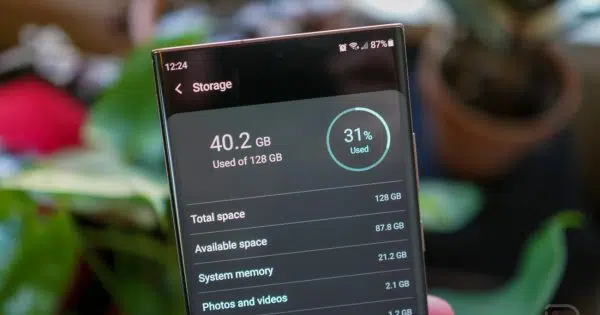 12:24 87%
Storage
40.2 GB
Used of 128 GB
31%
Used
Total space 128 GB
Available space 87.8 GB
System memory 21.2 GB
Photos and videos 2.1 GB
1.2 GB